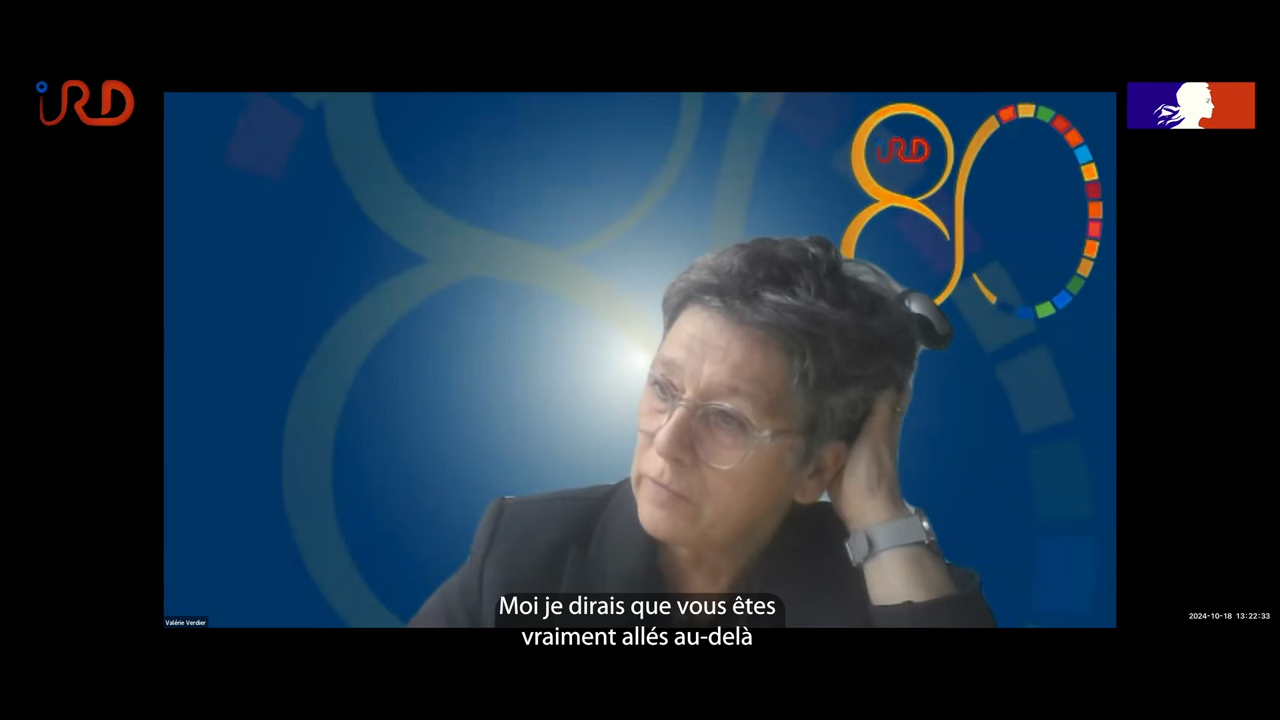 iRD
80
iRD
Valérie Verdier
2024-10-18 13:22:33
Moi je dirais que vous êtes
vraiment allés au-delà